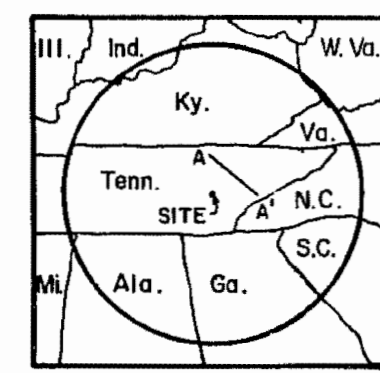 Ill. Ind. W. Va.
Ky.
Va.
A
Tenn.
SITE A' N.C.
S.C.
Mi. Ala. Ga.